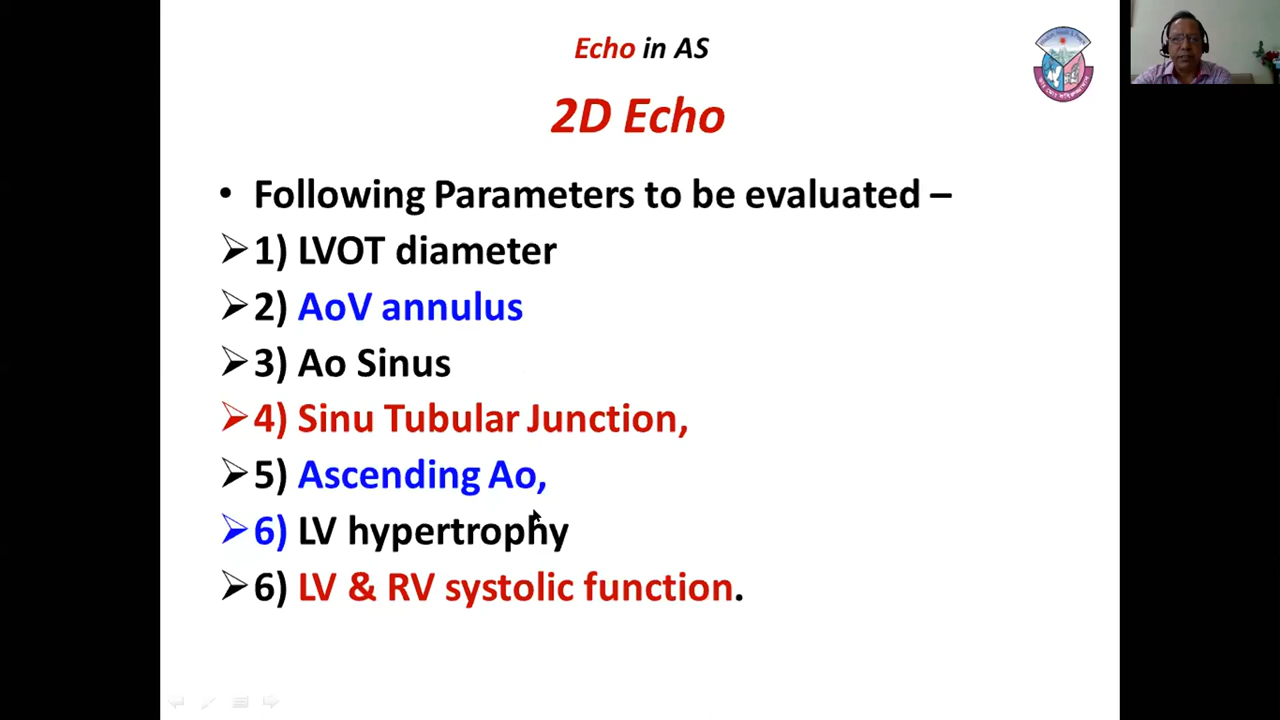 Echo in AS
2D Echo
• Following Parameters to be evaluated –
➢ 1) LVOT diameter
➢ 2) AoV annulus
➢ 3) Ao Sinus
➢ 4) Sinu Tubular Junction,
➢ 5) Ascending Ao,
➢ 6) LV hypertrophy
➢ 6) LV & RV systolic function.